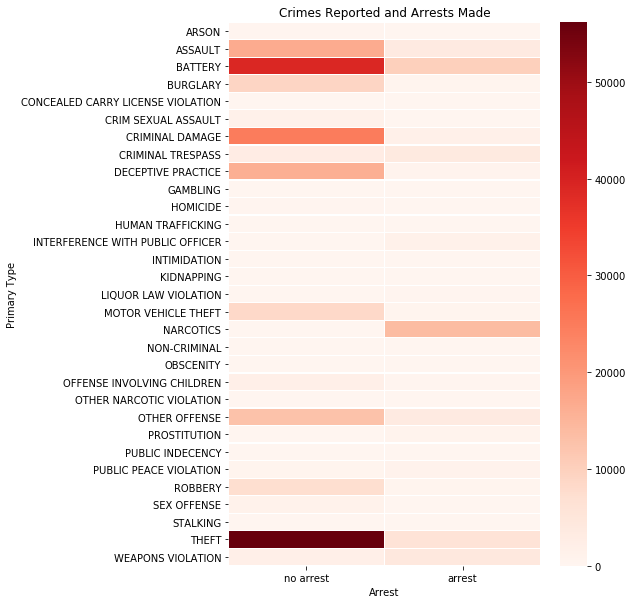 Crimes Reported and Arrests Made
Primary Type
ARSON
ASSAULT
BATTERY
BURGLARY
CONCEALED CARRY LICENSE VIOLATION
CRIM SEXUAL ASSAULT
CRIMINAL DAMAGE
CRIMINAL TRESPASS
DECEPTIVE PRACTICE
GAMBLING
HOMICIDE
HUMAN TRAFFICKING
INTERFERENCE WITH PUBLIC OFFICER
INTIMIDATION
KIDNAPPING
LIQUOR LAW VIOLATION
MOTOR VEHICLE THEFT
NARCOTICS
NON-CRIMINAL
OBSCENITY
OFFENSE INVOLVING CHILDREN
OTHER NARCOTIC VIOLATION
OTHER OFFENSE
PROSTITUTION
PUBLIC INDECENCY
PUBLIC PEACE VIOLATION
ROBBERY
SEX OFFENSE
STALKING
THEFT
WEAPONS VIOLATION
no arrest arrest
Arrest
50000
40000
30000
20000
10000
0